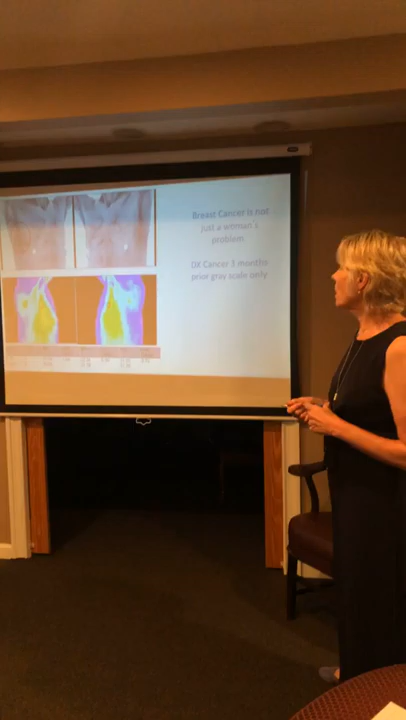 Breast Cancer is not
just a woman's
problem
DX Cancer 3 months
prior gray scale only